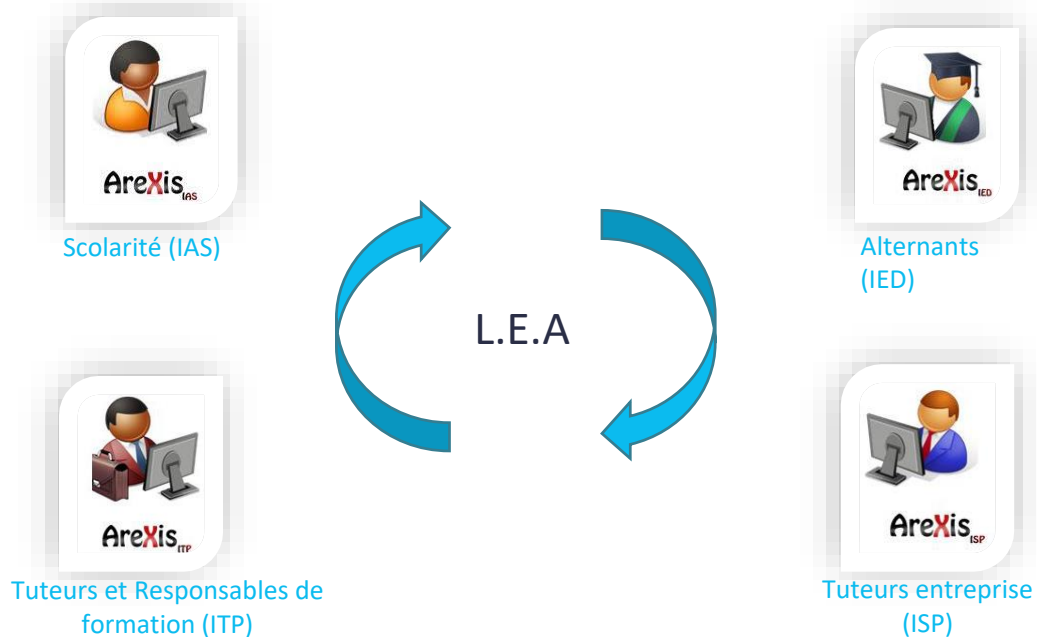 AreXis IAS
Scolarité (IAS)
AreXis IED
Alternants
(IED)
L.E.A
AreXis ITP
Tuteurs et Responsables de
formation (ITP)
AreXis ISP
Tuteurs entreprise
(ISP)